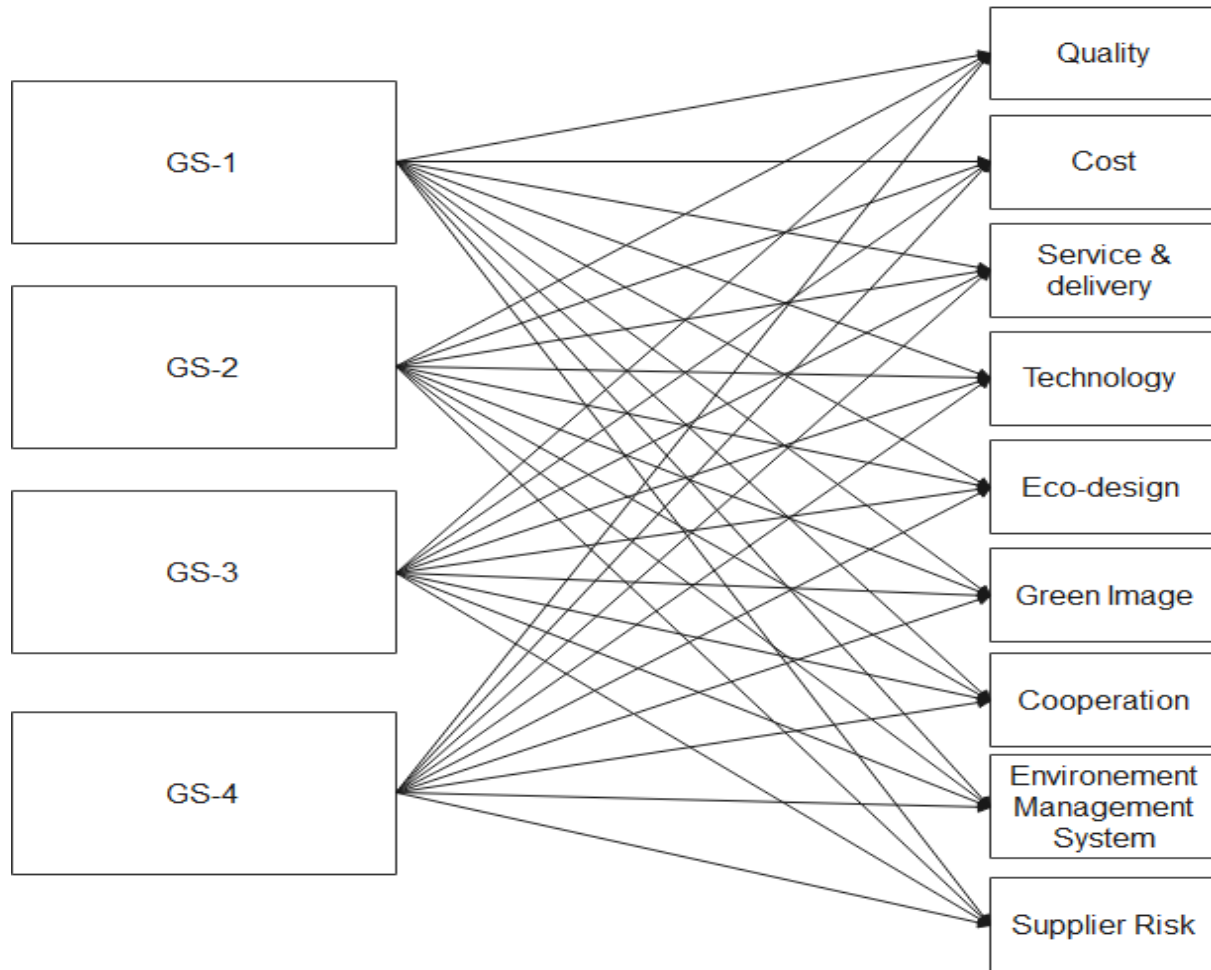 GS-1
GS-2
GS-3
GS-4
Quality
Cost
Service &
delivery
Technology
Eco-design
Green Image
Cooperation
Environement
Management
System
Supplier Risk